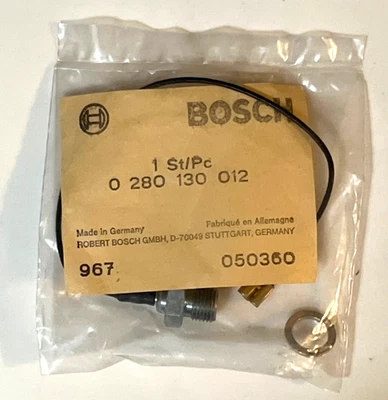 BOSCH
1 St/Pc
0 280 130 012
Made in Germany Fabriqué en Allemagne
ROBERT BOSCH GMBH, D-70049 STUTTGART, GERMANY
967 050360